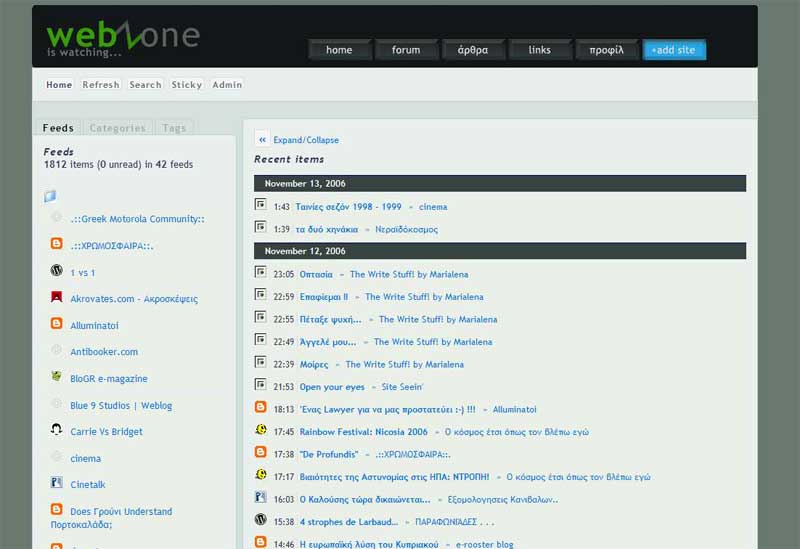 webzone
is watching...
home forum άρθρα links προφίλ +add site
Home Refresh Search Sticky Admin
Feeds Categories Tags
Feeds
1812 items (0 unread) in 42 feeds
.::Greek Motorola Community::
.::ΧΡΩΜΟΣΦΑΙΡΑ::.
1 vs 1
Akrovates.com - Ακροσκέψεις
Alluminatoi
Antibooker.com
BloGR e-magazine
Blue 9 Studios | Weblog
Carrie Vs Bridget
cinema
Cinetalk
Does Γρούνι Understand
Πορτοκαλάδα;
« Expand/Collapse
Recent items
November 13, 2006
1:43 Ταινίες σεζόν 1998 - 1999 » cinema
1:39 τα δυό χηνάκια » Νεραϊδόκοσμος
November 12, 2006
23:05 Οπτασία » The Write Stuff! by Marialena
22:59 Επαφίεμαι ΙΙ » The Write Stuff! by Marialena
22:55 Πέταξε ψυχή... » The Write Stuff! by Marialena
22:49 Άγγελέ μου... » The Write Stuff! by Marialena
22:39 Μοίρες » The Write Stuff! by Marialena
21:53 Open your eyes » Site Seein'
18:13 'Ενας Lawyer για να μας προστατεύει :-) !!! » Alluminatoi
17:45 Rainbow Festival: Nicosia 2006 » Ο κόσμος έτσι όπως τον βλέπω εγώ
17:38 "De Profundis" » .::ΧΡΩΜΟΣΦΑΙΡΑ::.
17:17 Βιαιότητες της Αστυνομίας στις ΗΠΑ: ΝΤΡΟΠΗ! » Ο κόσμος έτσι όπως τον βλέπω εγώ
16:03 Ο Καλούσης τώρα δικαιώνεται... » Εξομολογησεις Κανιβαλων..
15:38 4 strophes de Larbaud… » ΠΑΡΑΦΩΝΙΆΔΕΣ . . .
14:46 Η ευρωπαϊκή λύση του Κυπριακού » e-rooster blog